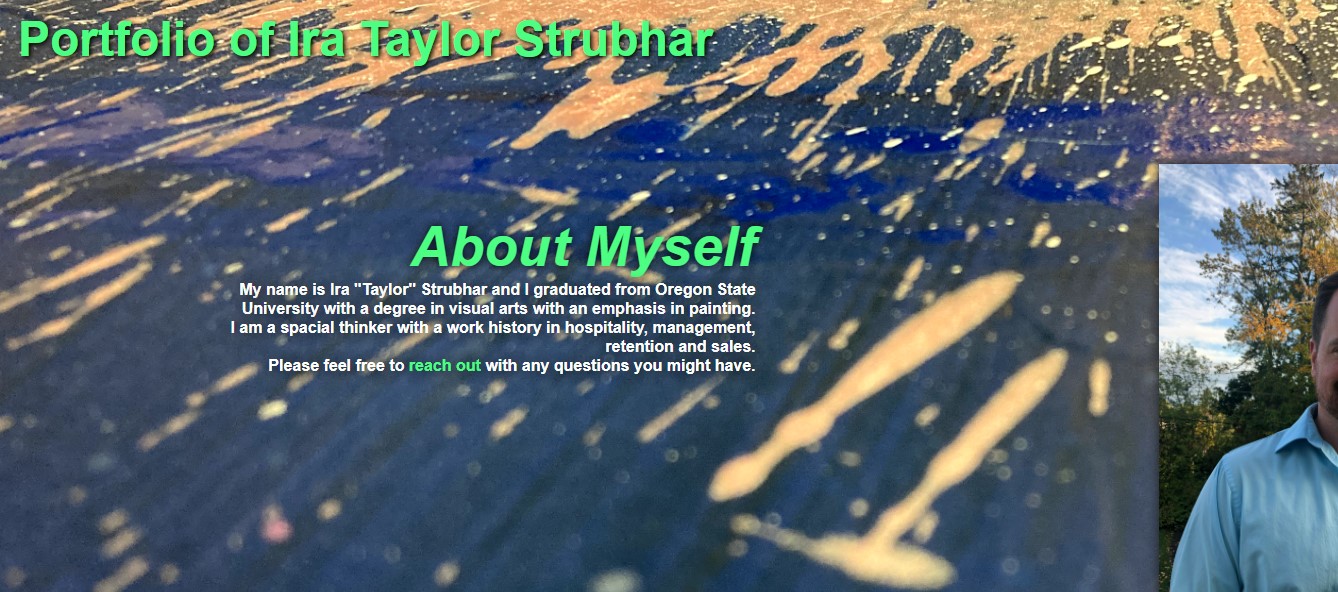 Portfolio of Ira Taylor Strubhar
About Myself
My name is Ira "Taylor" Strubhar and I graduated from Oregon State
University with a degree in visual arts with an emphasis in painting.
I am a spacial thinker with a work history in hospitality, management,
retention and sales.
Please feel free to reach out with any questions you might have.